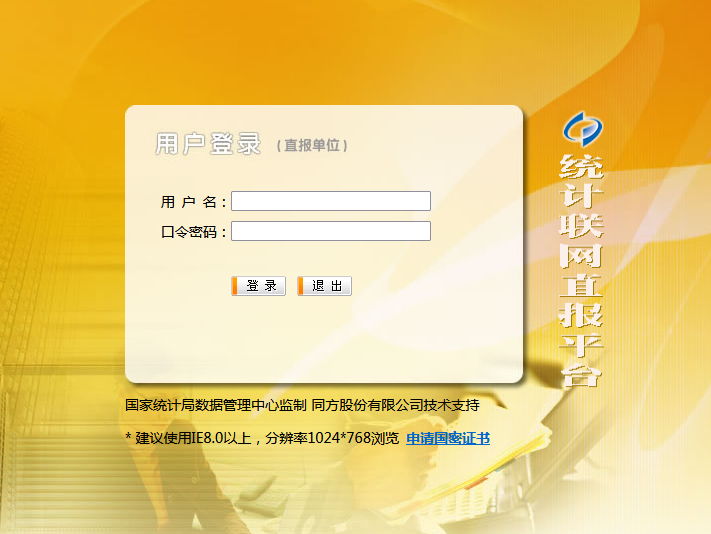 用户登录 (直报单位)
用 户 名：
口令密码：
登 录 退 出
统计联网直报平台
国家统计局数据管理中心监制 同方股份有限公司技术支持
* 建议使用IE8.0以上，分辨率1024*768浏览 申请国密证书